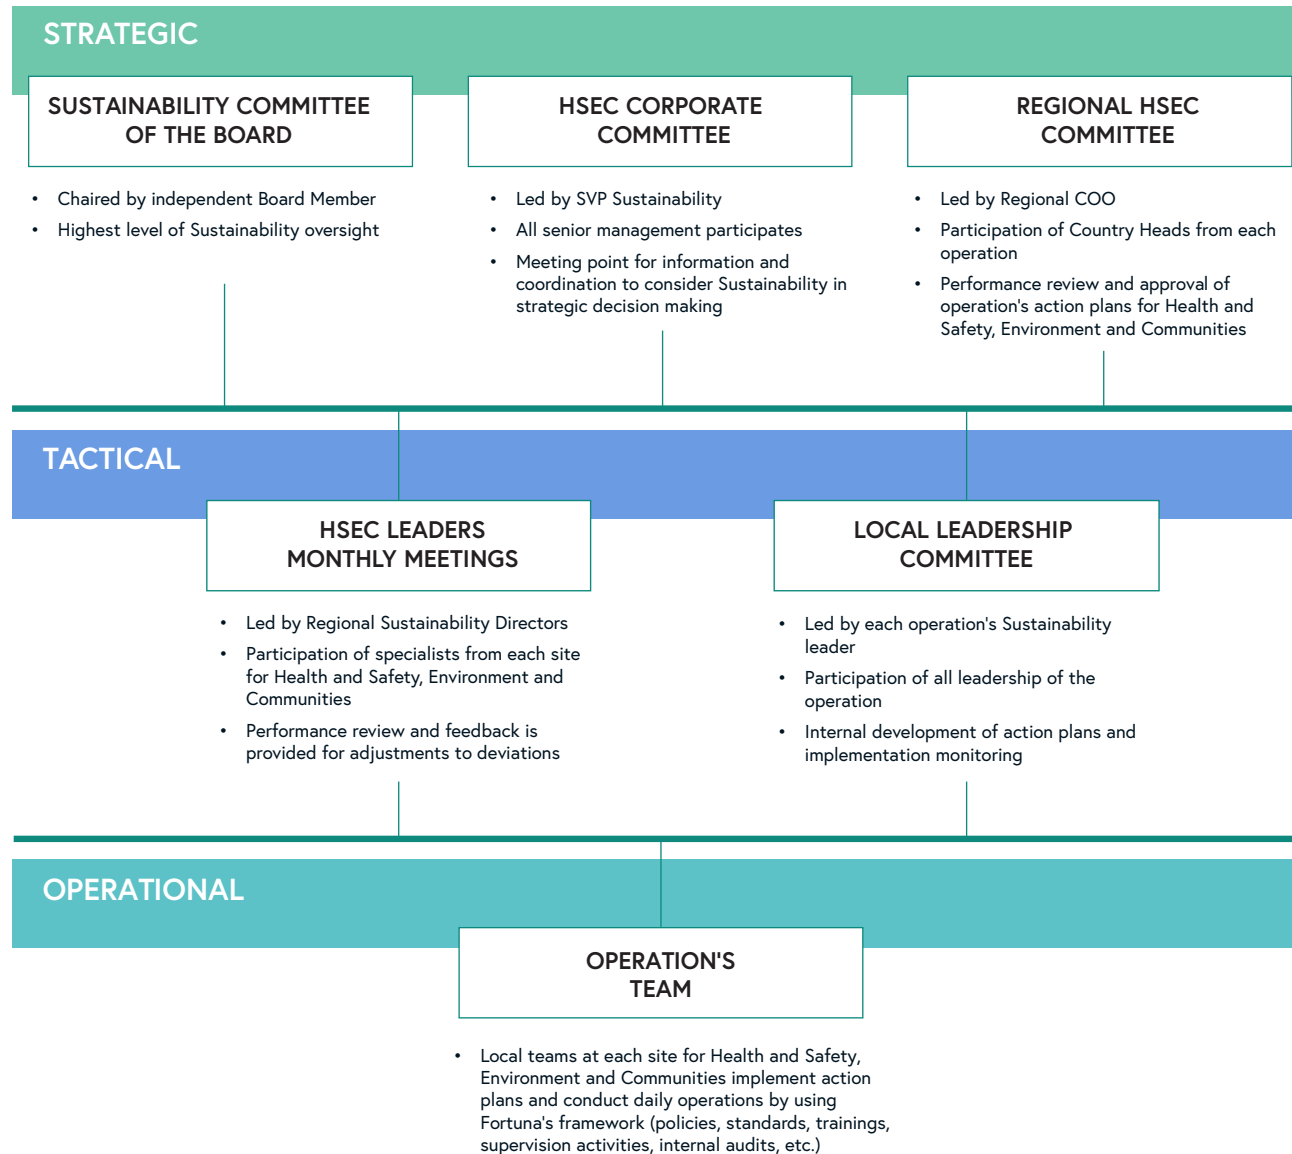 STRATEGIC
SUSTAINABILITY COMMITTEE
OF THE BOARD
• Chaired by independent Board Member
• Highest level of Sustainability oversight
HSEC CORPORATE
COMMITTEE
• Led by SVP Sustainability
• All senior management participates
• Meeting point for information and
coordination to consider Sustainability in
strategic decision making
REGIONAL HSEC
COMMITTEE
• Led by Regional COO
• Participation of Country Heads from each
operation
• Performance review and approval of
operation's action plans for Health and
Safety, Environment and Communities
TACTICAL
HSEC LEADERS
MONTHLY MEETINGS
• Led by Regional Sustainability Directors
• Participation of specialists from each site
for Health and Safety, Environment and
Communities
• Performance review and feedback is
provided for adjustments to deviations
LOCAL LEADERSHIP
COMMITTEE
• Led by each operation's Sustainability
leader
• Participation of all leadership of the
operation
• Internal development of action plans and
implementation monitoring
OPERATIONAL
OPERATION'S
TEAM
• Local teams at each site for Health and Safety,
Environment and Communities implement action
plans and conduct daily operations by using
Fortuna's framework (policies, standards, trainings,
supervision activities, internal audits, etc.)